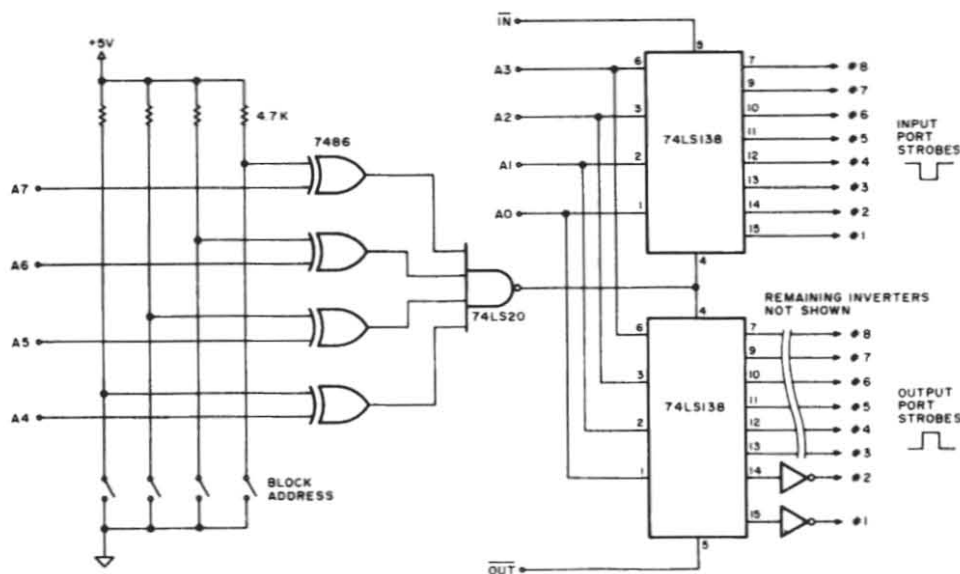 +5V
4.7K
7486
A7
A6
A5
A4
74LS20
BLOCK
ADDRESS
IN
A3
A2
A1
A0
5
6
3
2
1
4
74LS138
7
9
10
11
12
13
14
15
#8
#7
#6
#5
#4
#3
#2
#1
INPUT
PORT
STROBES
REMAINING INVERTERS
NOT SHOWN
4
6
3
2
1
5
74LS138
7
9
10
11
12
13
14
15
#8
#7
#6
#5
#4
#3
#2
#1
OUTPUT
PORT
STROBES
OUT